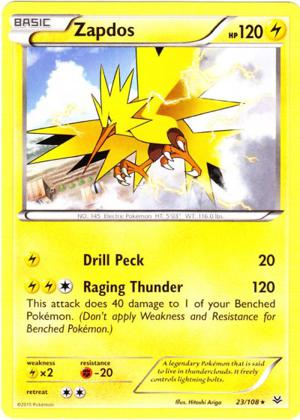 BASIC
Zapdos
HP120
NO. 145 Electric Pokémon HT. 5'03" WT. 116.0 lbs.
Drill Peck 20
Raging Thunder 120
This attack does 40 damage to 1 of your Benched
Pokémon. (Don't apply Weakness and Resistance for
Benched Pokémon.)
weakness
×2
resistance
-20
retreat
A legendary Pokémon that is said
to live in thunderclouds. It freely
controls lightning bolts.
Illus. Hitoshi Ariga
23/108★
©2015 Pokémon